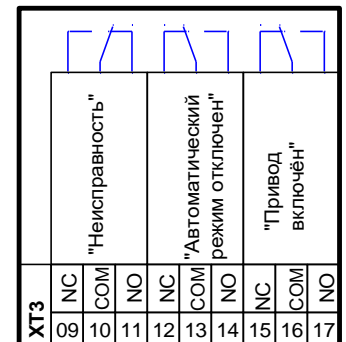 "Неисправность"
"Автоматический
режим отключен"
"Привод
включён"
XT3
NC COM NO NC COM NO NC COM NO
09 10 11 12 13 14 15 16 17